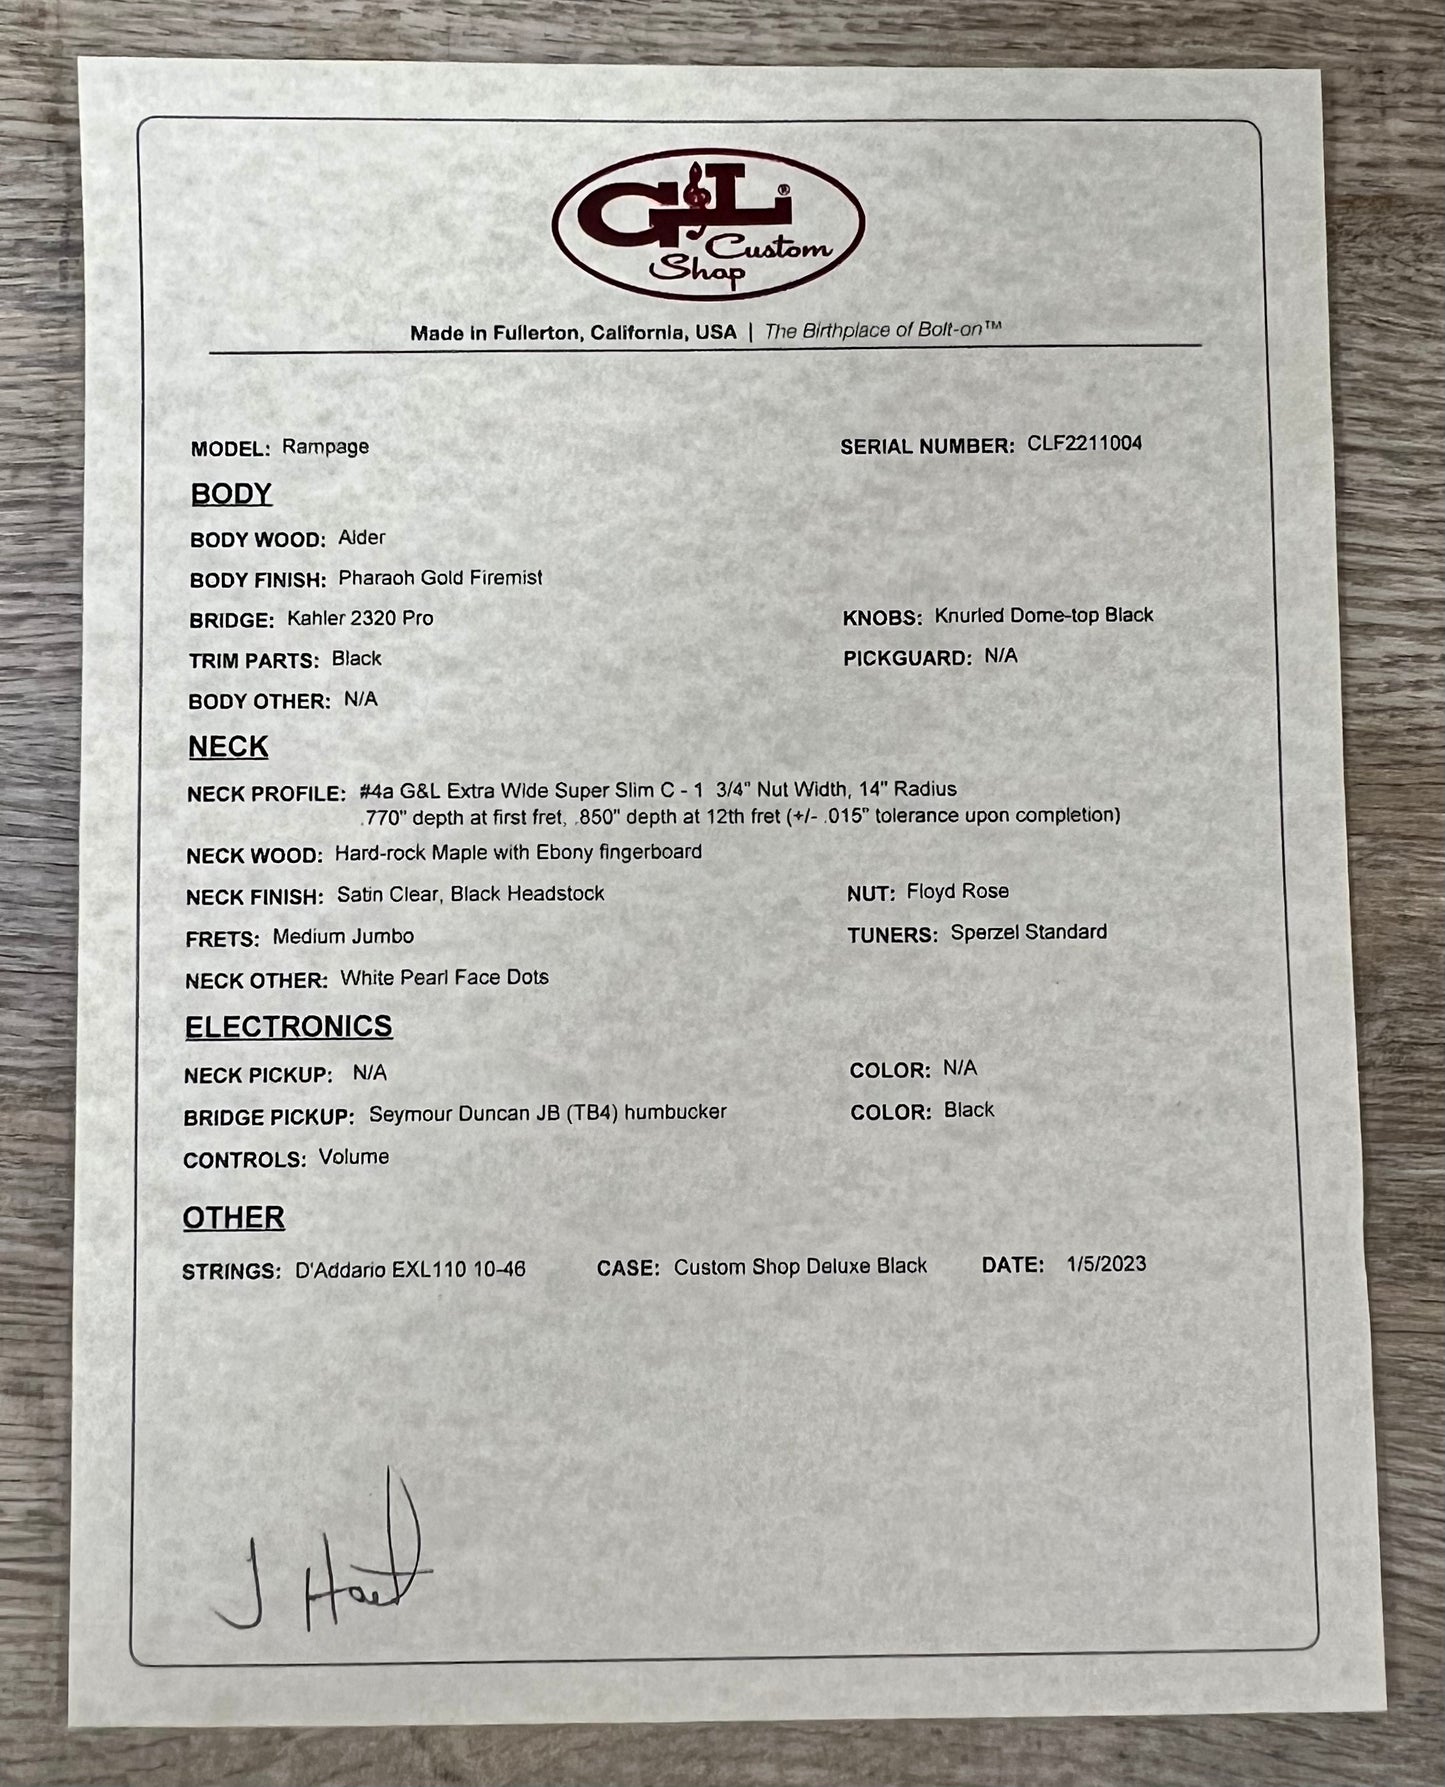 G&L®
Custom
Shop
Made in Fullerton, California, USA | The Birthplace of Bolt-on™
MODEL: Rampage SERIAL NUMBER: CLF2211004
BODY
BODY WOOD: Alder
BODY FINISH: Pharaoh Gold Firemist
BRIDGE: Kahler 2320 Pro KNOBS: Knurled Dome-top Black
TRIM PARTS: Black PICKGUARD: N/A
BODY OTHER: N/A
NECK
NECK PROFILE: #4a G&L Extra Wide Super Slim C - 1 3/4" Nut Width, 14" Radius
.770" depth at first fret, .850" depth at 12th fret (+/- .015" tolerance upon completion)
NECK WOOD: Hard-rock Maple with Ebony fingerboard
NECK FINISH: Satin Clear, Black Headstock NUT: Floyd Rose
FRETS: Medium Jumbo TUNERS: Sperzel Standard
NECK OTHER: White Pearl Face Dots
ELECTRONICS
NECK PICKUP: N/A COLOR: N/A
BRIDGE PICKUP: Seymour Duncan JB (TB4) humbucker COLOR: Black
CONTROLS: Volume
OTHER
STRINGS: D'Addario EXL110 10-46 CASE: Custom Shop Deluxe Black DATE: 1/5/2023
J Hart